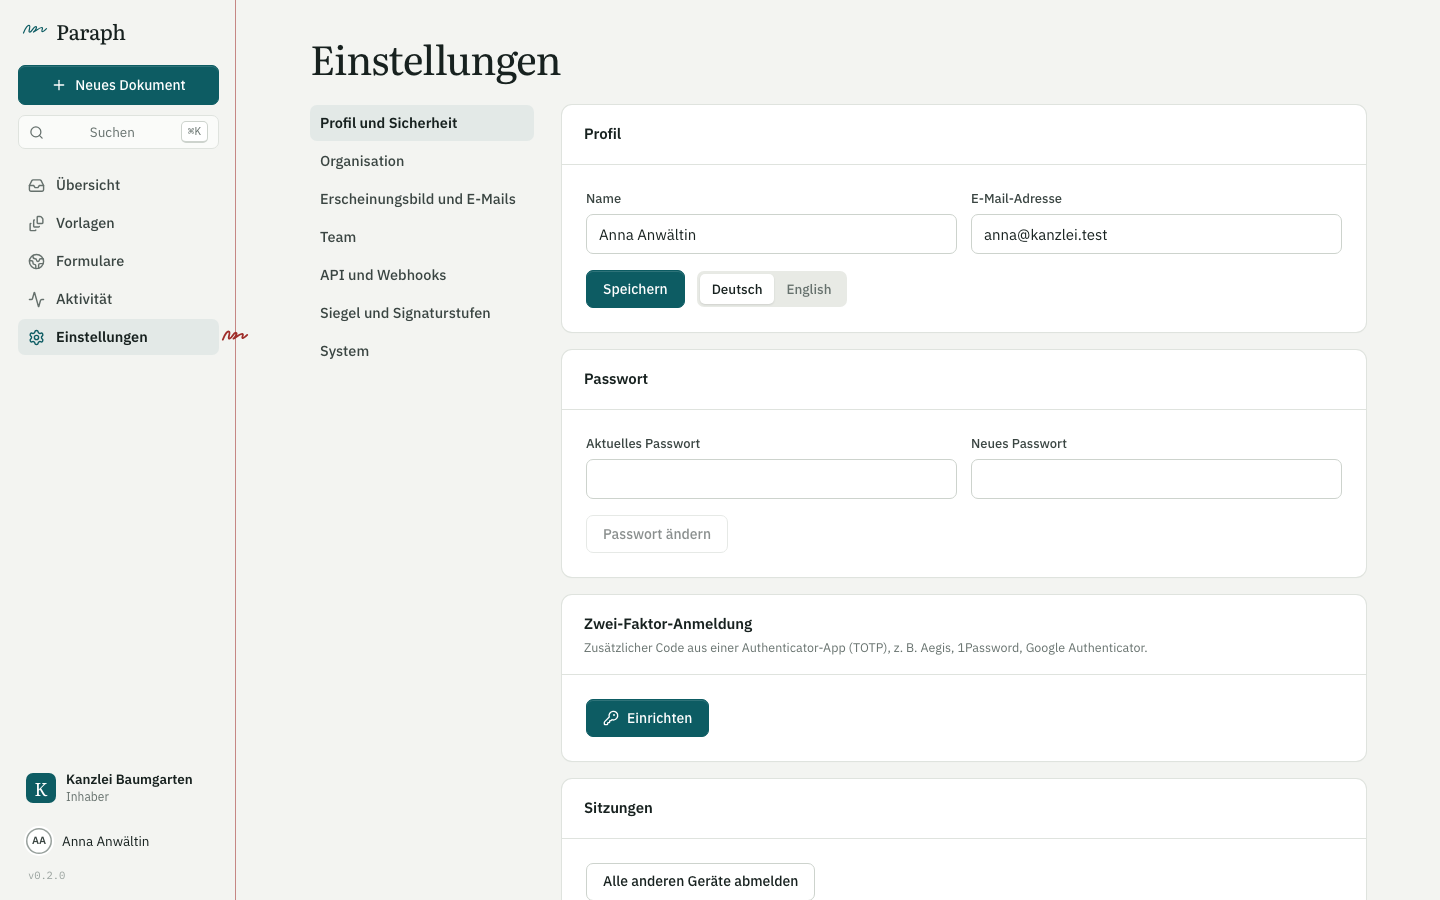 Paraph
Neues Dokument
Suchen ⌘K
Übersicht
Vorlagen
Formulare
Aktivität
Einstellungen
Kanzlei Baumgarten
Inhaber
AA Anna Anwältin
v0.2.0
Einstellungen
Profil und Sicherheit
Organisation
Erscheinungsbild und E-Mails
Team
API und Webhooks
Siegel und Signaturstufen
System
Profil
Name
Anna Anwältin
E-Mail-Adresse
anna@kanzlei.test
Speichern
Deutsch English
Passwort
Aktuelles Passwort
Neues Passwort
Passwort ändern
Zwei-Faktor-Anmeldung
Zusätzlicher Code aus einer Authenticator-App (TOTP), z. B. Aegis, 1Password, Google Authenticator.
Einrichten
Sitzungen
Alle anderen Geräte abmelden
K